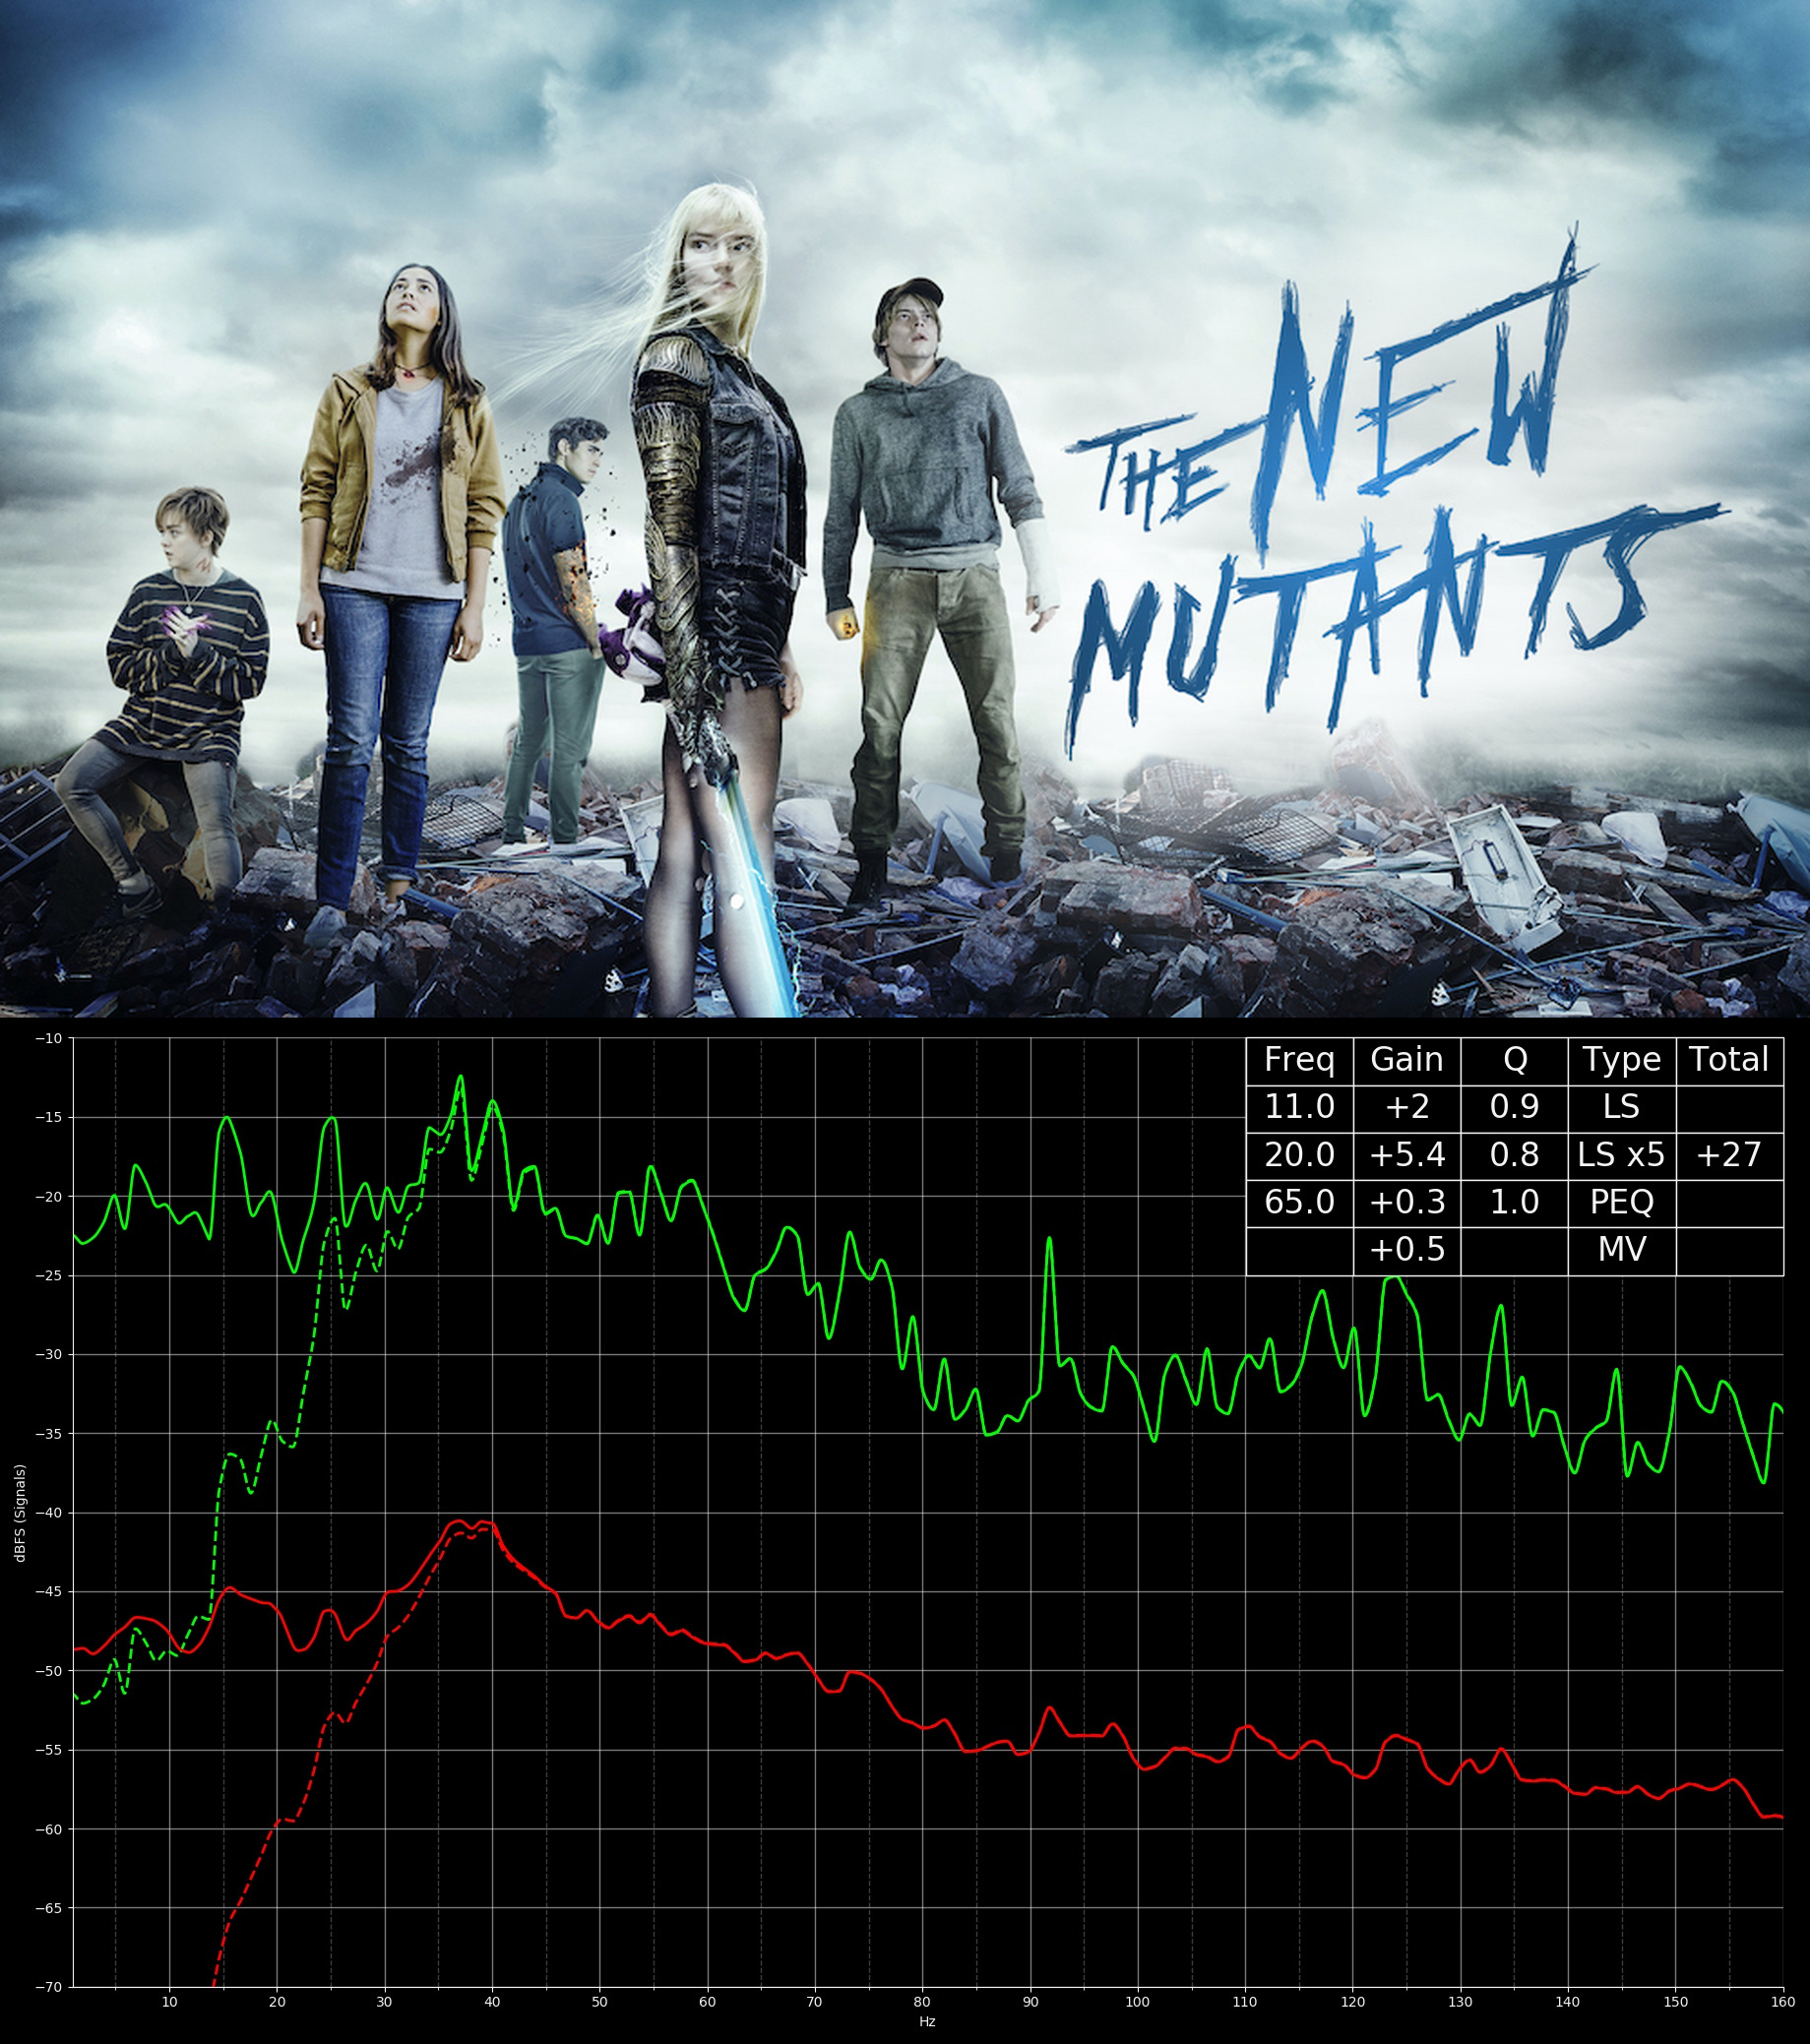 THE NEW
MUTANTS
Freq Gain Q Type Total
11.0 +2 0.9 LS
20.0 +5.4 0.8 LS x5 +27
65.0 +0.3 1.0 PEQ
+0.5 MV
−10
−15
−20
−25
−30
−35
−40
−45
−50
−55
−60
−65
−70
dBFS (Signals)
10 20 30 40 50 60 70 80 90 100 110 120 130 140 150 160
Hz